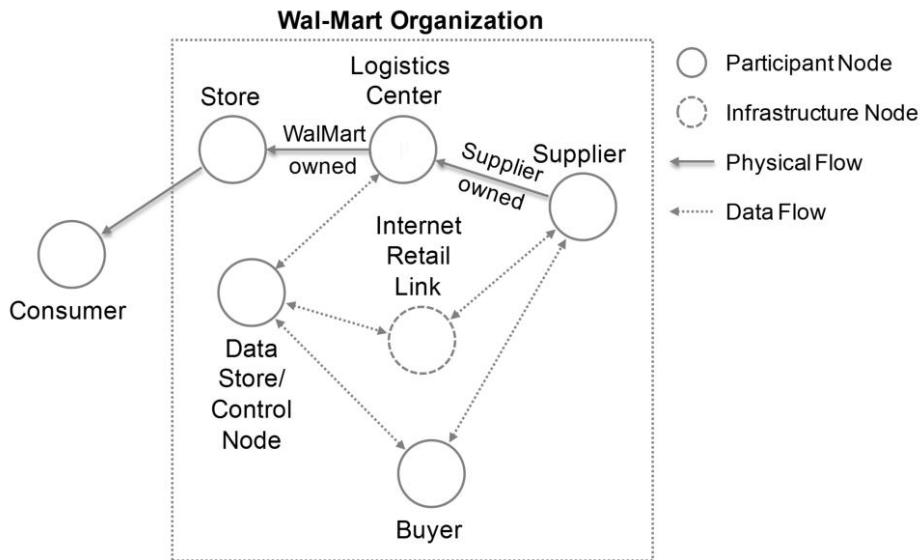 Wal-Mart Organization
Logistics
Center
Store
WalMart
owned
Supplier
owned
Supplier
Internet
Retail
Link
Consumer
Data
Store/
Control
Node
Buyer
Participant Node
Infrastructure Node
Physical Flow
Data Flow